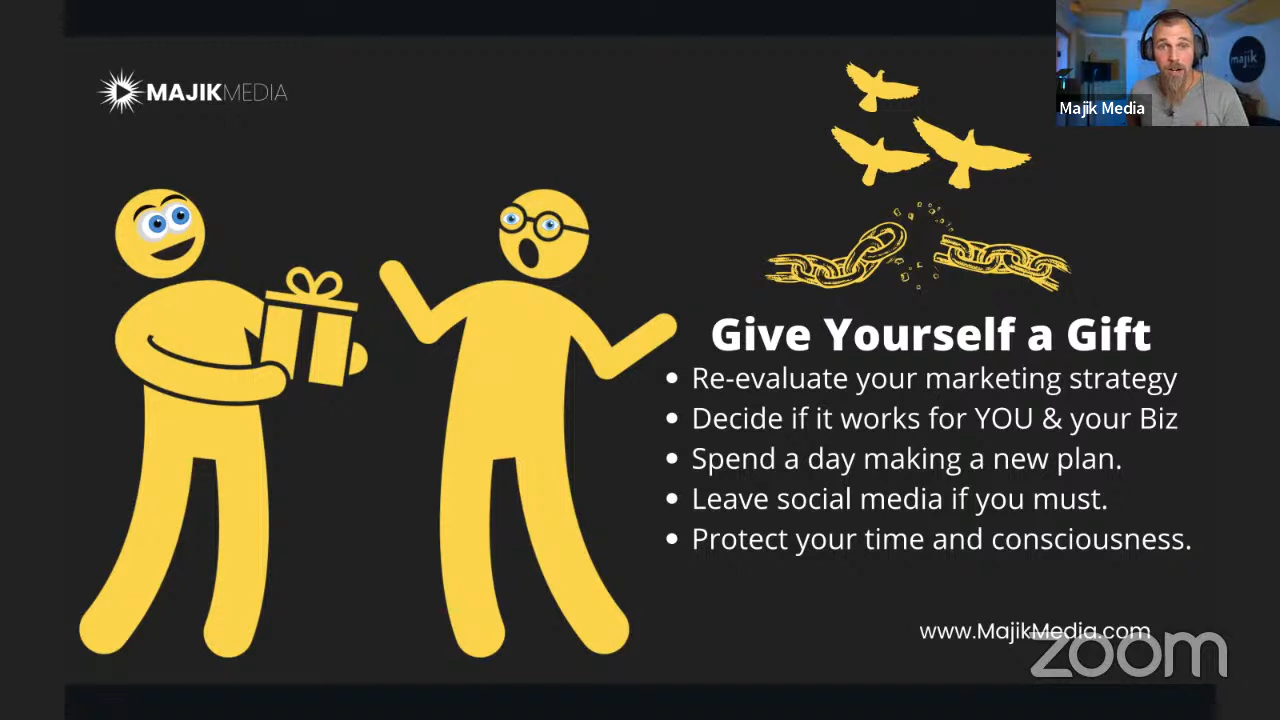 MAJIKMEDIA
majik
Majik Media
Give Yourself a Gift
Re-evaluate your marketing strategy
Decide if it works for YOU & your Biz
Spend a day making a new plan.
Leave social media if you must.
Protect your time and consciousness.
www.MajikMedia.com
zoom